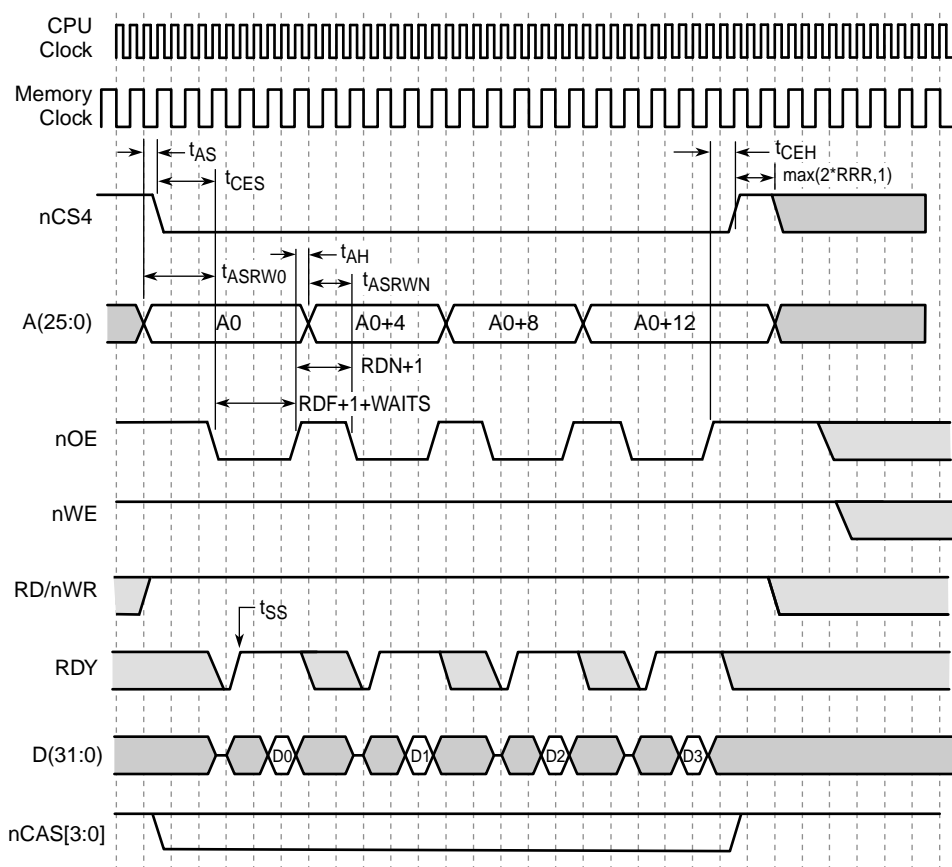 CPU
Clock
Memory
Clock
tAS
tCEH
tCES
max(2*RRR,1)
nCS4
tAH
tASRW0
tASRWN
A(25:0)
A0
A0+4
A0+8
A0+12
RDN+1
RDF+1+WAITS
nOE
nWE
RD/nWR
tSS
RDY
D(31:0)
D0
D1
D2
D3
nCAS[3:0]